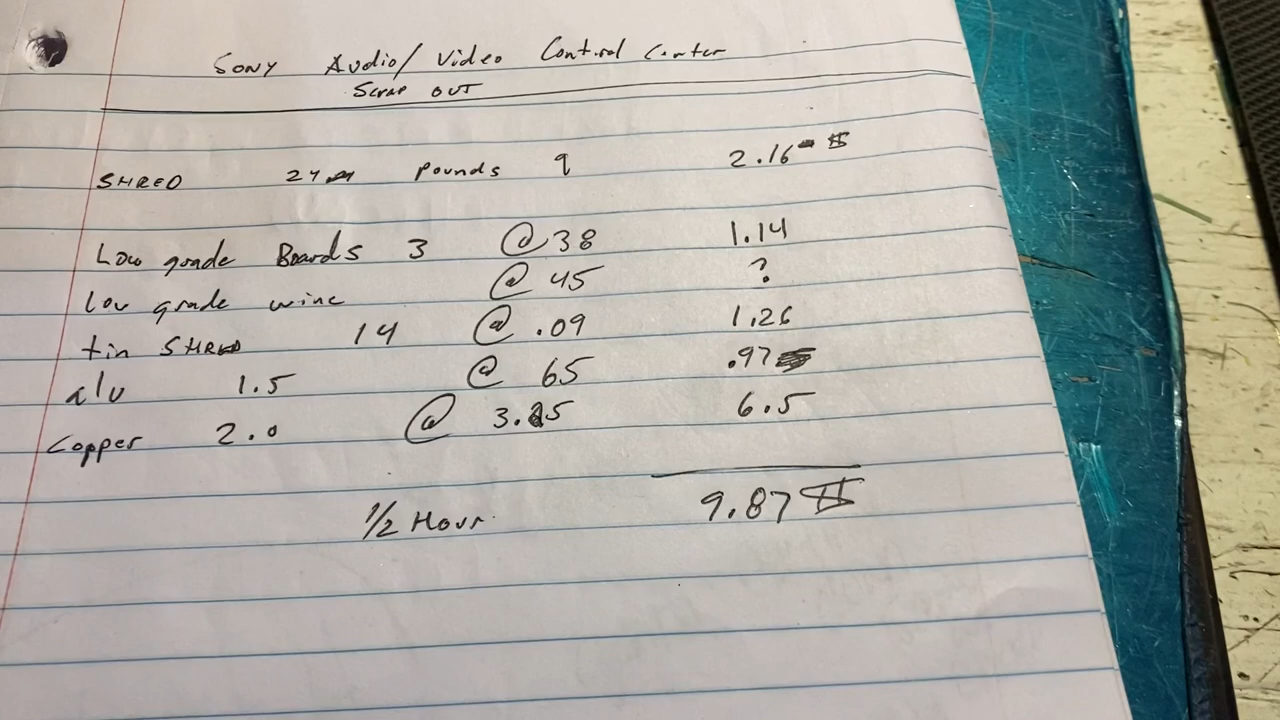 SONY Audio/Video Control Center
Scrap OUT
SHRED 24 pounds 9 2.16 $
Low grade Boards 3 @ 38 1.14
low grade wire @ 45 ?
tin SHRED 14 @ .09 1.26
alu 1.5 @ 65 .97
Copper 2.0 @ 3.25 6.5
1/2 Hour 9.87 $